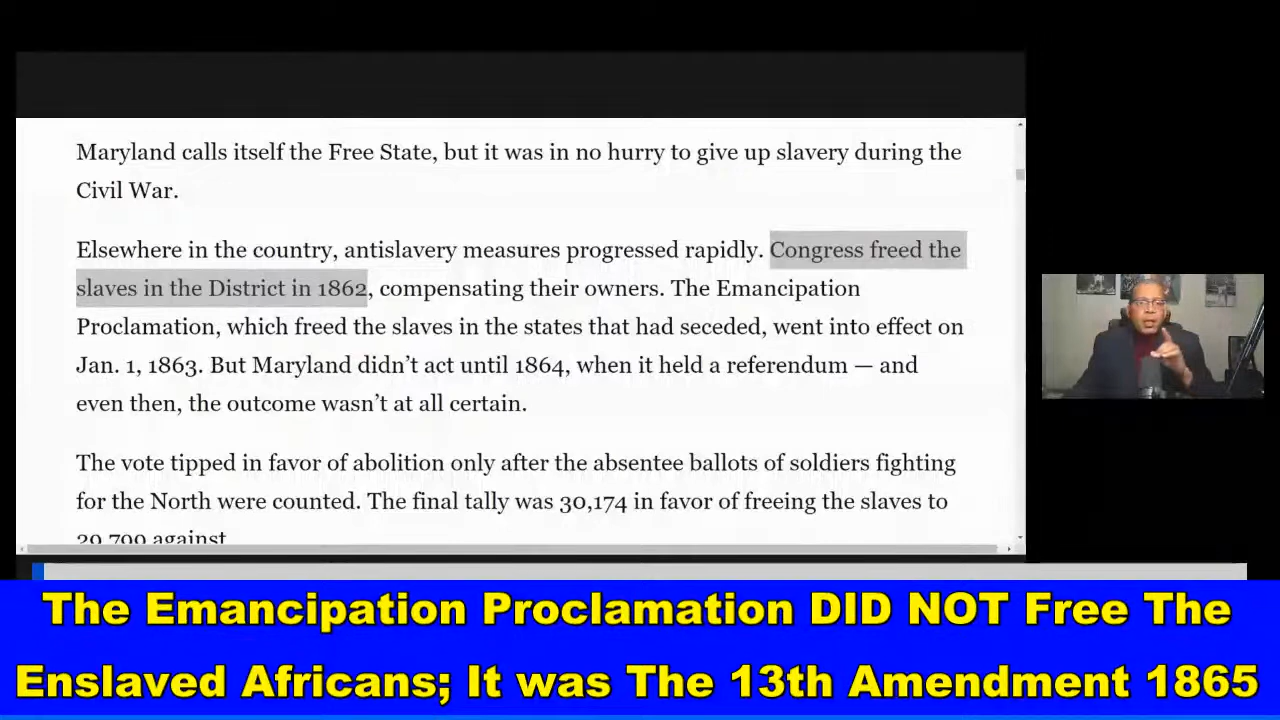 Maryland calls itself the Free State, but it was in no hurry to give up slavery during the
Civil War.
Elsewhere in the country, antislavery measures progressed rapidly. Congress freed the
slaves in the District in 1862, compensating their owners. The Emancipation
Proclamation, which freed the slaves in the states that had seceded, went into effect on
Jan. 1, 1863. But Maryland didn’t act until 1864, when it held a referendum — and
even then, the outcome wasn’t at all certain.
The vote tipped in favor of abolition only after the absentee ballots of soldiers fighting
for the North were counted. The final tally was 30,174 in favor of freeing the slaves to
against
The Emancipation Proclamation DID NOT Free The
Enslaved Africans; It was The 13th Amendment 1865